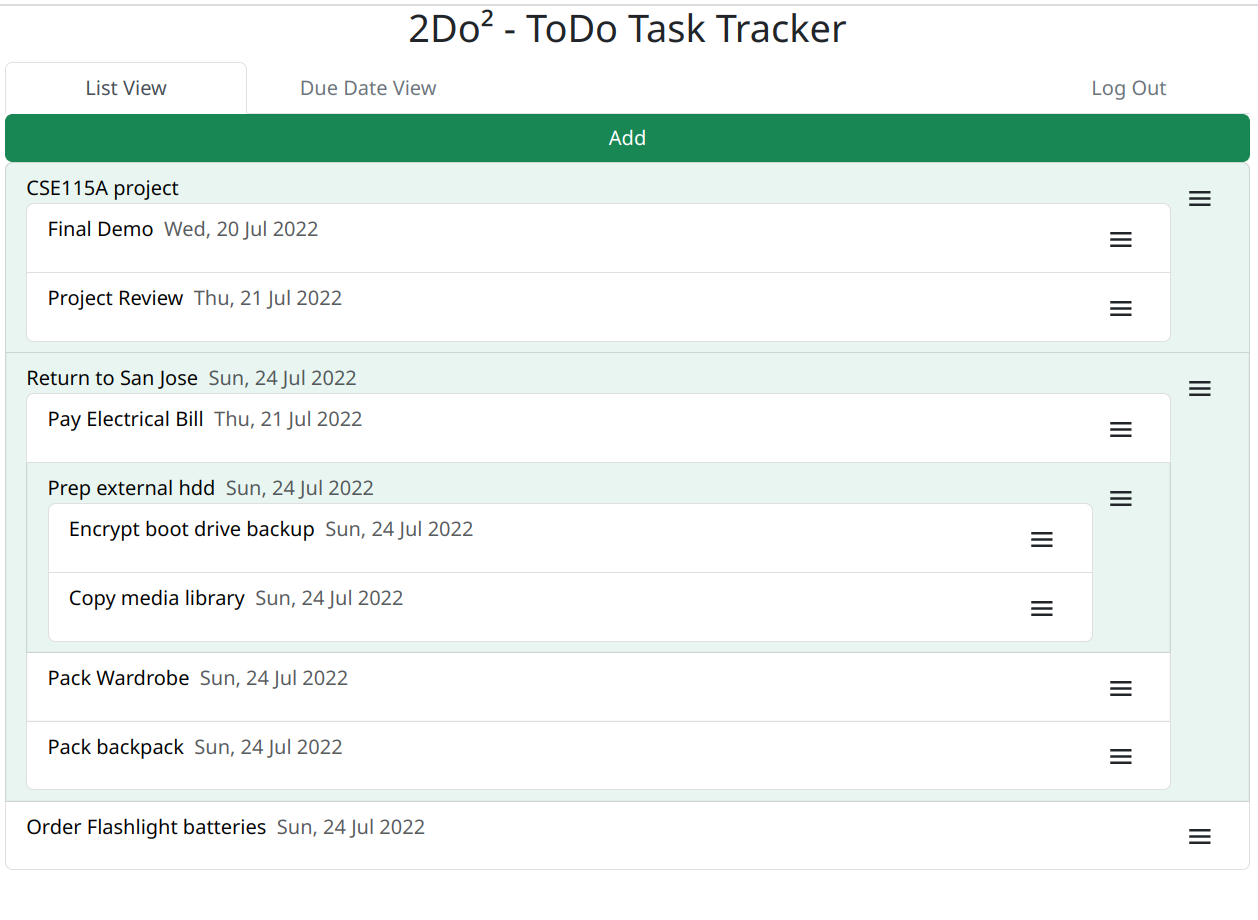 2Do² - ToDo Task Tracker
List View Due Date View Log Out
Add
CSE115A project
Final Demo Wed, 20 Jul 2022
Project Review Thu, 21 Jul 2022
Return to San Jose Sun, 24 Jul 2022
Pay Electrical Bill Thu, 21 Jul 2022
Prep external hdd Sun, 24 Jul 2022
Encrypt boot drive backup Sun, 24 Jul 2022
Copy media library Sun, 24 Jul 2022
Pack Wardrobe Sun, 24 Jul 2022
Pack backpack Sun, 24 Jul 2022
Order Flashlight batteries Sun, 24 Jul 2022